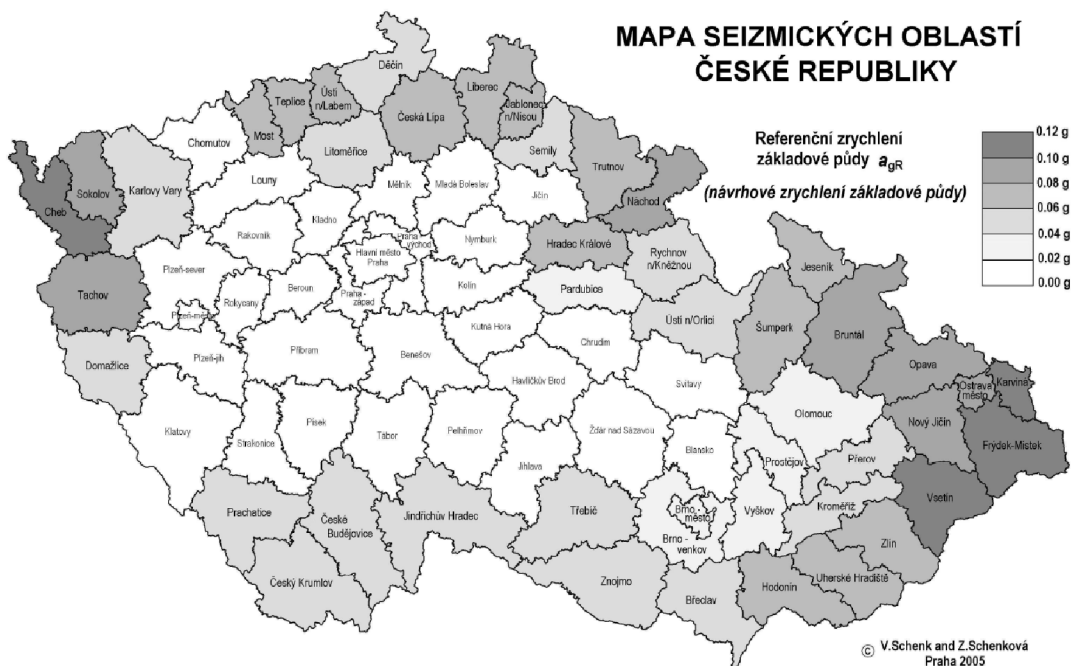 MAPA SEIZMICKÝCH OBLASTÍ
ČESKÉ REPUBLIKY
Referenční zrychlení
základové půdy a_gR
(návrhové zrychlení základové půdy)
0.12 g
0.10 g
0.08 g
0.06 g
0.04 g
0.02 g
0.00 g
Děčín
Liberec
Ústí
n/Labem
Teplice
Jablonec
n/Nisou
Most
Česká Lípa
Chomutov
Litoměřice
Semily
Trutnov
Sokolov
Karlovy Vary
Cheb
Louny
Mělník
Mladá Boleslav
Jičín
Náchod
Kladno
Rakovník
Praha
východ
Hlavní město
Praha
Nymburk
Hradec Králové
Rychnov
n/Kněžnou
Jeseník
Plzeň-sever
Tachov
Rokycany
Beroun
Praha-
západ
Kolín
Pardubice
Plzeň-město
Kutná Hora
Ústí n/Orlicí
Šumperk
Bruntál
Domažlice
Plzeň-jih
Příbram
Benešov
Chrudim
Opava
Karviná
Ostrava
město
Havlíčkův Brod
Svitavy
Olomouc
Nový Jičín
Frýdek-Místek
Klatovy
Strakonice
Písek
Tábor
Pelhřimov
Žďár nad Sázavou
Blansko
Prostějov
Přerov
Jihlava
Vsetín
Prachatice
České
Budějovice
Jindřichův Hradec
Třebíč
Brno -
město
Brno -
venkov
Vyškov
Kroměříž
Zlín
Český Krumlov
Znojmo
Břeclav
Hodonín
Uherské Hradiště
© V.Schenk and Z.Schenková
Praha 2005